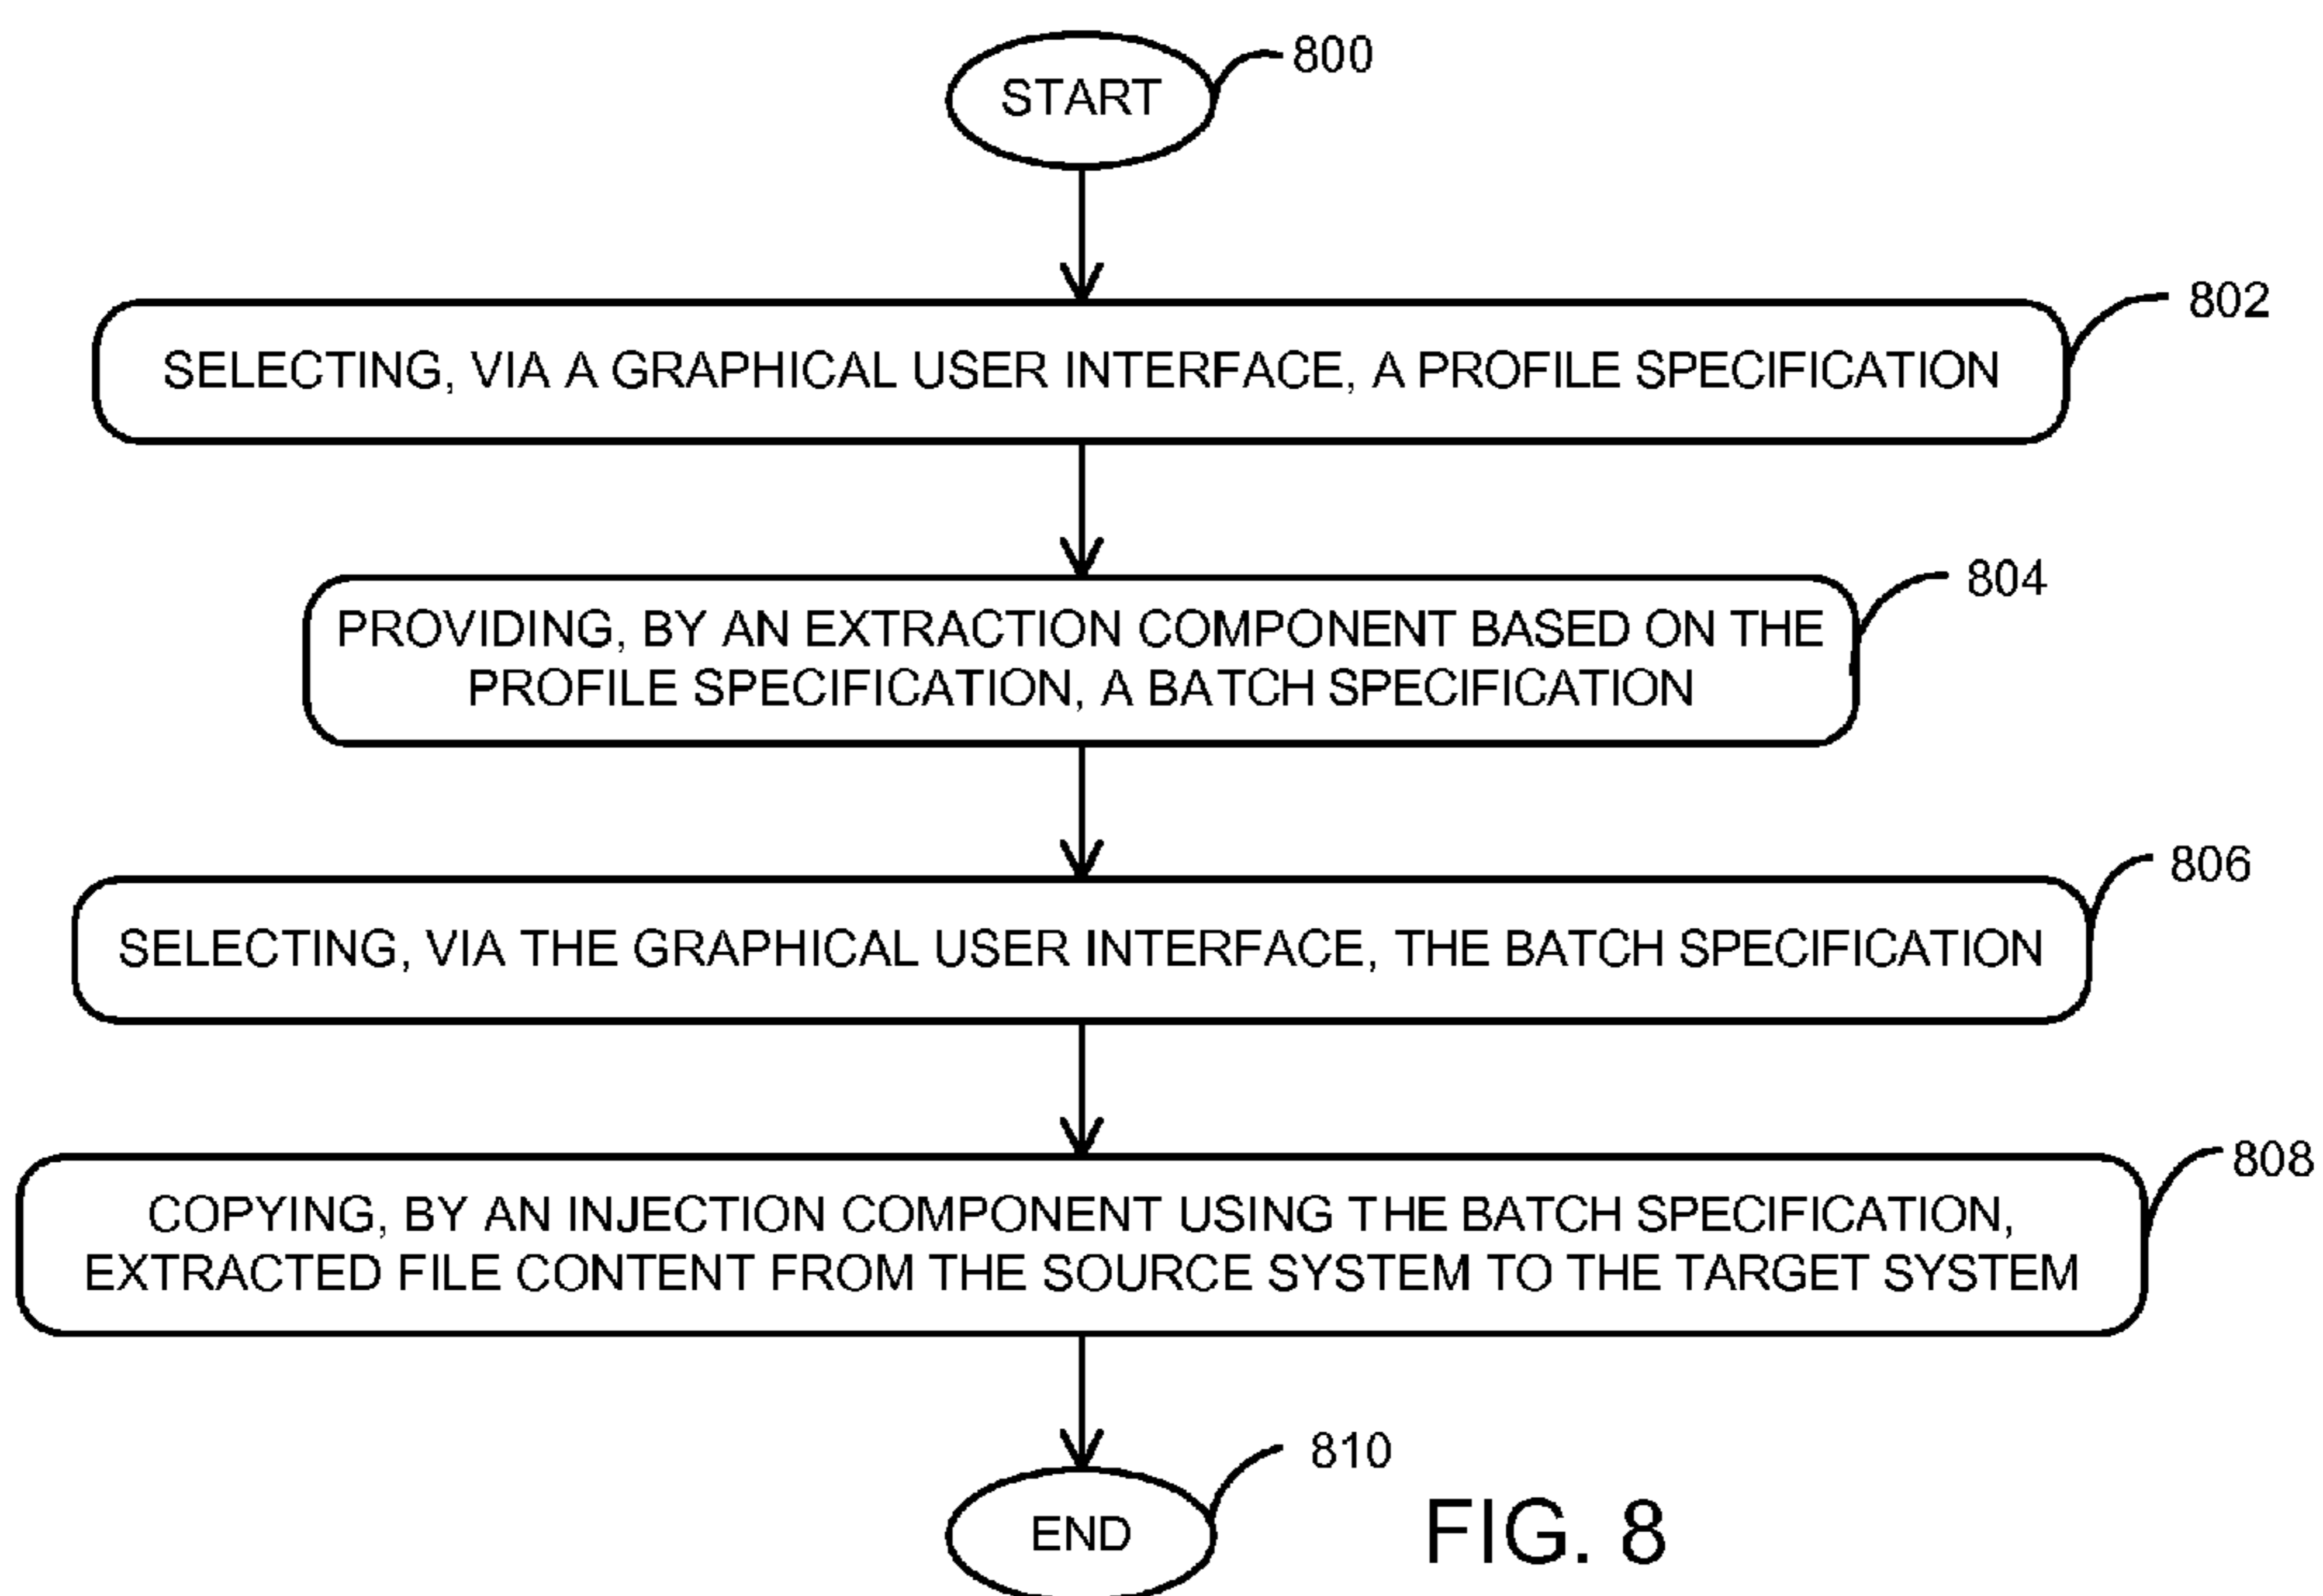 START
800
802
SELECTING, VIA A GRAPHICAL USER INTERFACE, A PROFILE SPECIFICATION
804
PROVIDING, BY AN EXTRACTION COMPONENT BASED ON THE
PROFILE SPECIFICATION, A BATCH SPECIFICATION
806
SELECTING, VIA THE GRAPHICAL USER INTERFACE, THE BATCH SPECIFICATION
808
COPYING, BY AN INJECTION COMPONENT USING THE BATCH SPECIFICATION,
EXTRACTED FILE CONTENT FROM THE SOURCE SYSTEM TO THE TARGET SYSTEM
810
END
FIG. 8